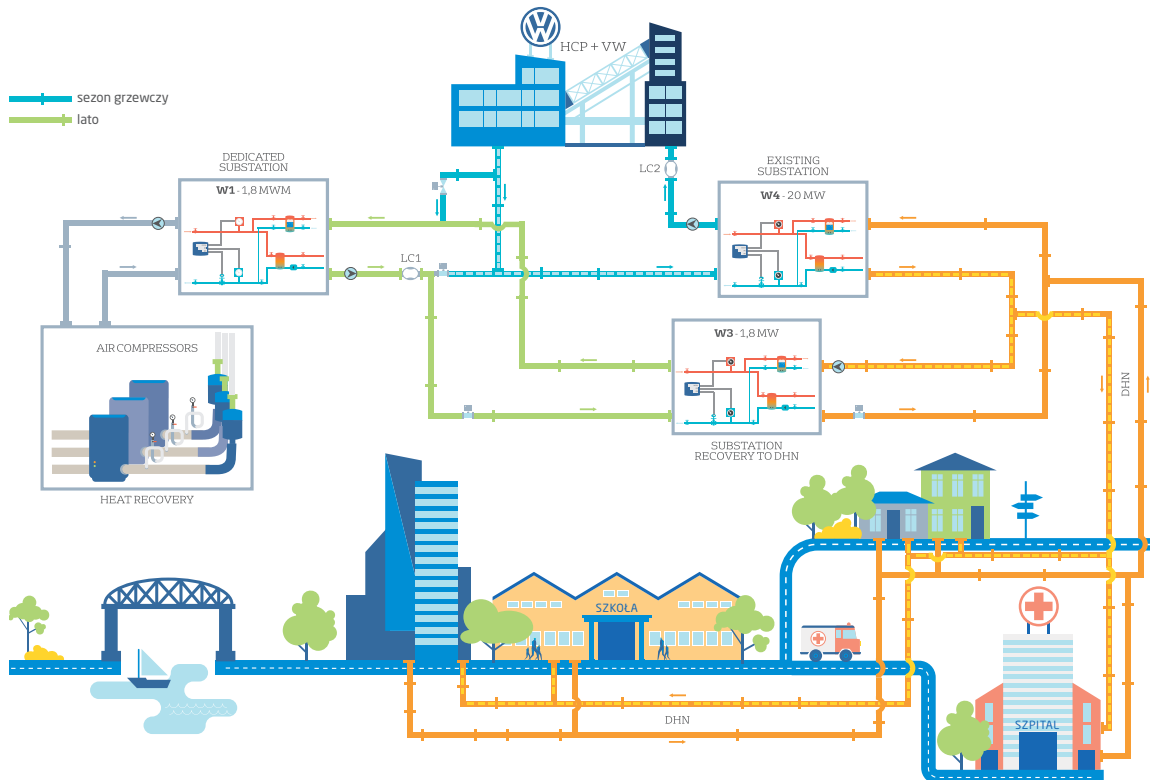 HCP + VW
sezon grzewczy
lato
DEDICATED
SUBSTATION
W1 - 1,8 MWM
LC2
EXISTING
SUBSTATION
W4 - 20 MW
LC1
AIR COMPRESSORS
HEAT RECOVERY
W3 - 1,8 MW
SUBSTATION
RECOVERY TO DHN
DHN
SZKOŁA
DHN
SZPITAL